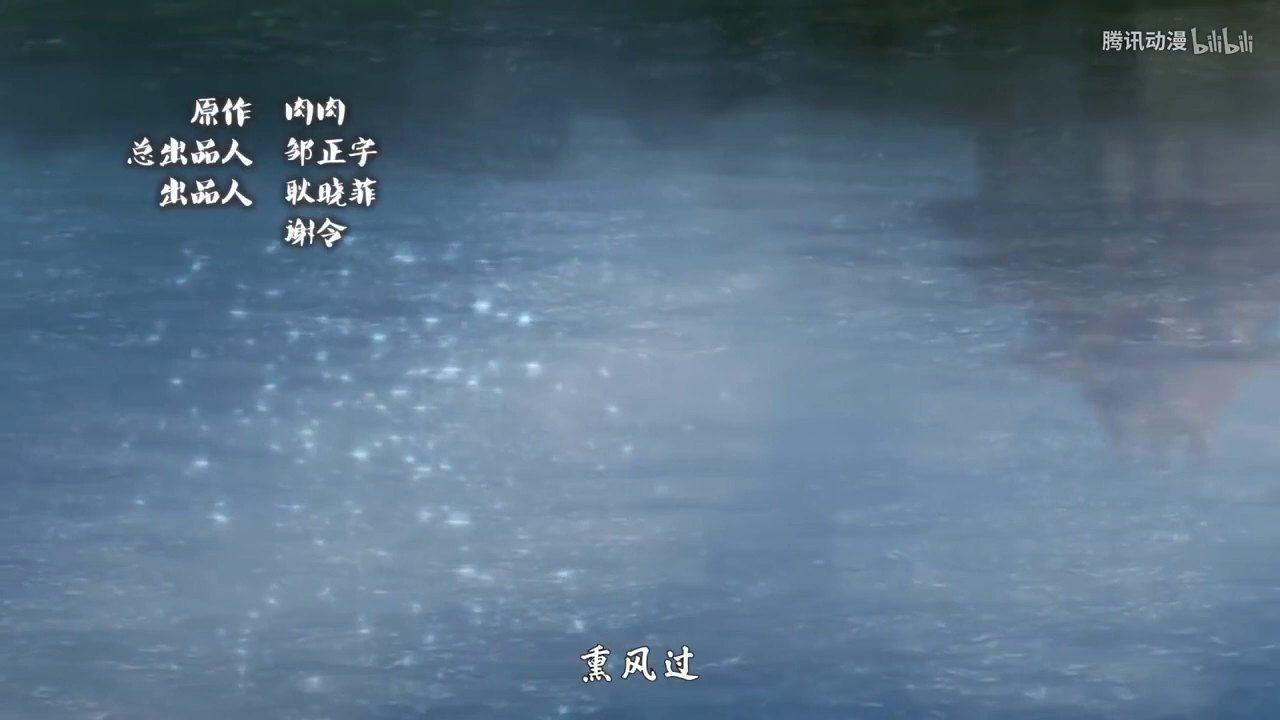 腾讯动漫 bilibili
原作 肉肉
总出品人 邹正宇
出品人 耿晓菲
谢令
熏风过